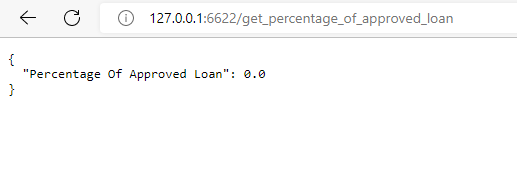 127.0.0.1:6622/get_percentage_of_approved_loan
{
  "Percentage Of Approved Loan": 0.0
}